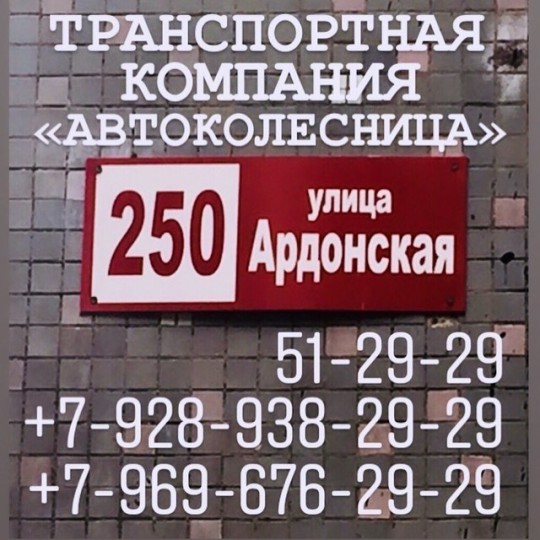 ТРАНСПОРТНАЯ
КОМПАНИЯ
«АВТОКОЛЕСНИЦА»
250
улица
Ардонская
51-29-29
+7-928-938-29-29
+7-969-676-29-29